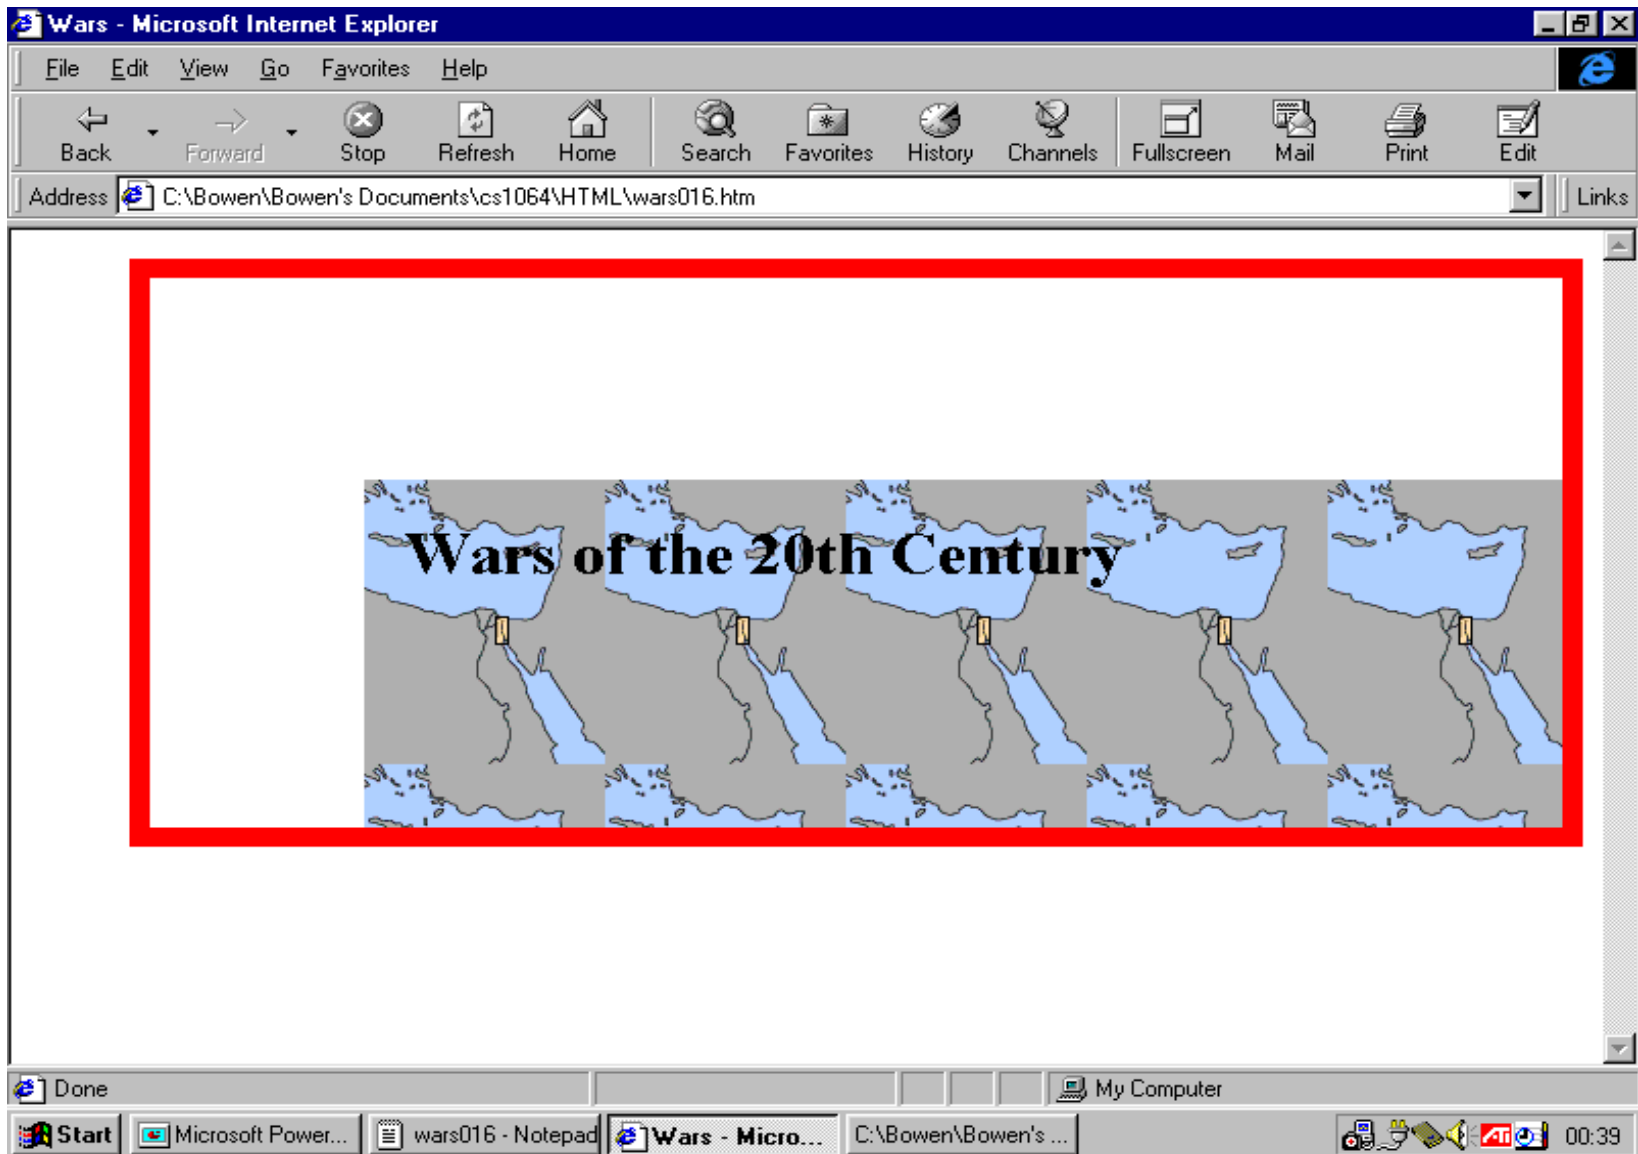 Wars - Microsoft Internet Explorer
File Edit View Go Favorites Help
Back Forward Stop Refresh Home Search Favorites History Channels Fullscreen Mail Print Edit
Address C:\Bowen\Bowen's Documents\cs1064\HTML\wars016.htm Links
Wars of the 20th Century
Done My Computer
Start Microsoft Power... wars016 - Notepad Wars - Micro... C:\Bowen\Bowen's ... ATI 00:39